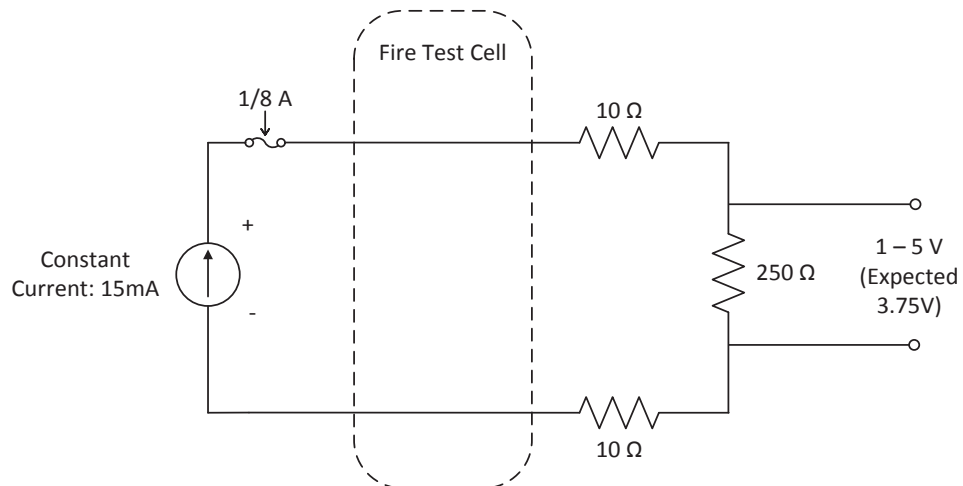 Fire Test Cell
1/8 A
10 Ω
+
Constant
Current: 15mA
-
250 Ω
1 – 5 V
(Expected
3.75V)
10 Ω